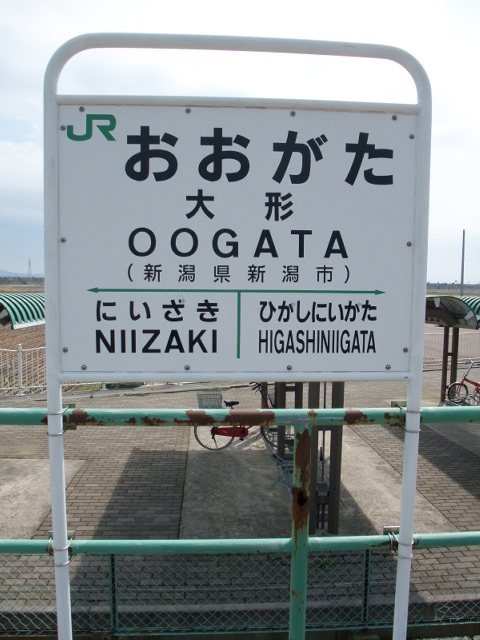 JR
おおがた
大形
OOGATA
(新潟県新潟市)
にいざき ひがしにいがた
NIIZAKI HIGASHINIIGATA